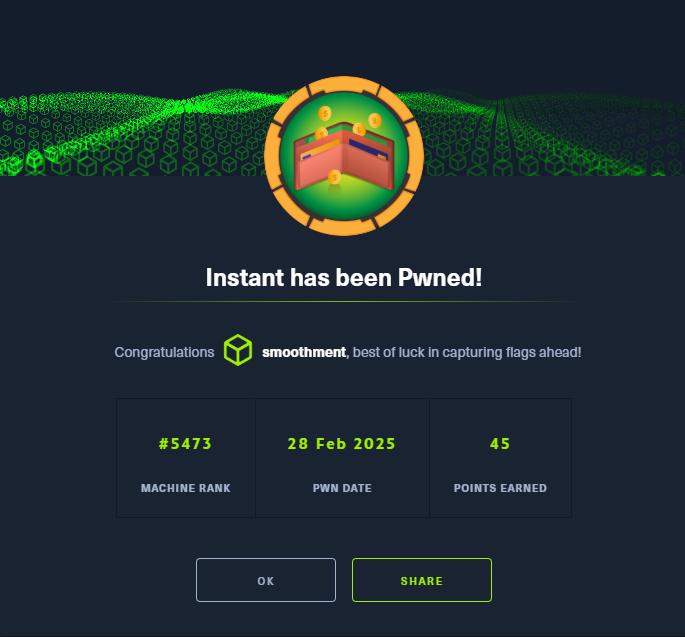 Instant has been Pwned!
Congratulations smoothment, best of luck in capturing flags ahead!
#5473 28 Feb 2025 45
MACHINE RANK PWN DATE POINTS EARNED
OK SHARE